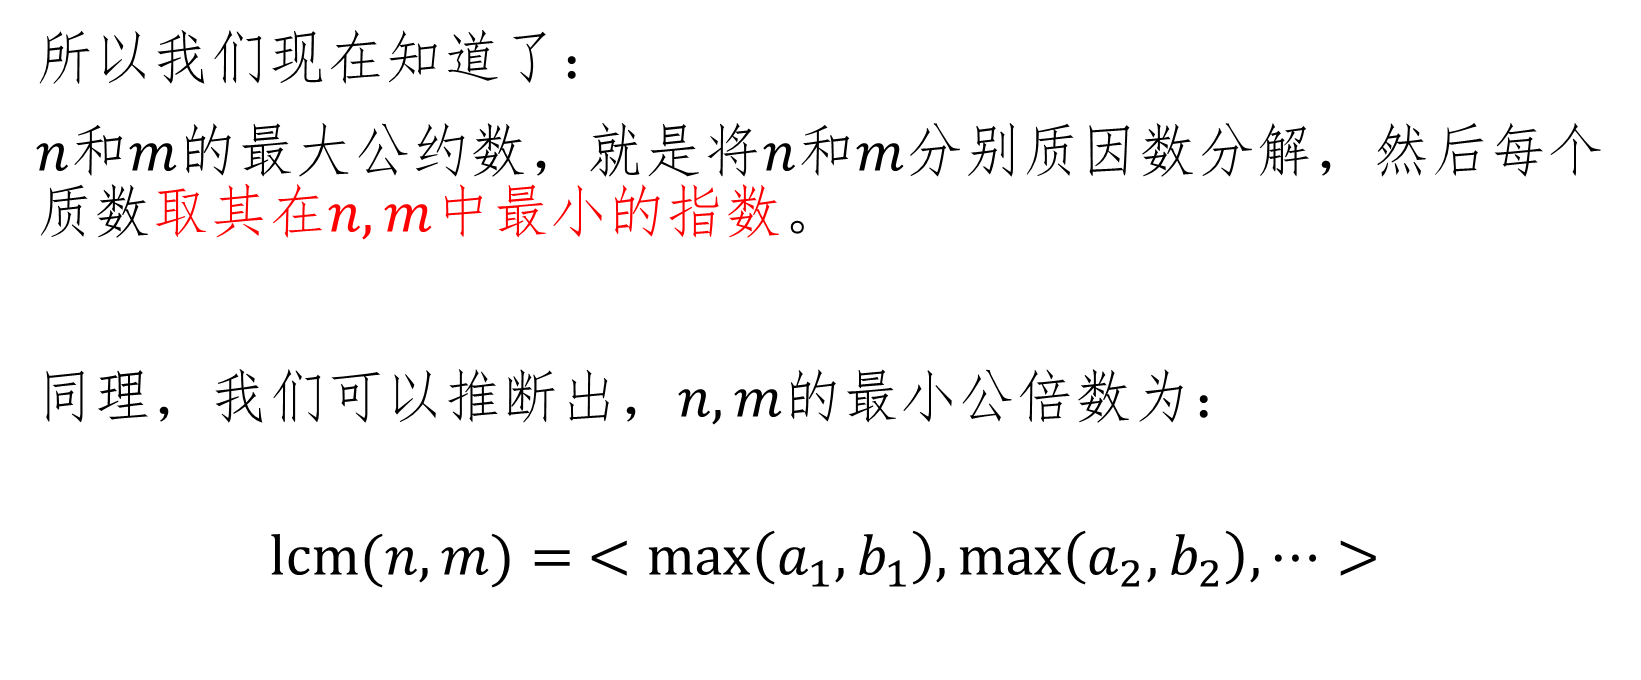 所以我们现在知道了：
n和m的最大公约数，就是将n和m分别质因数分解，然后每个
质数取其在n,m中最小的指数。
同理，我们可以推断出，n,m的最小公倍数为：
lcm(n,m) = < max(a₁,b₁),max(a₂,b₂),⋯ >